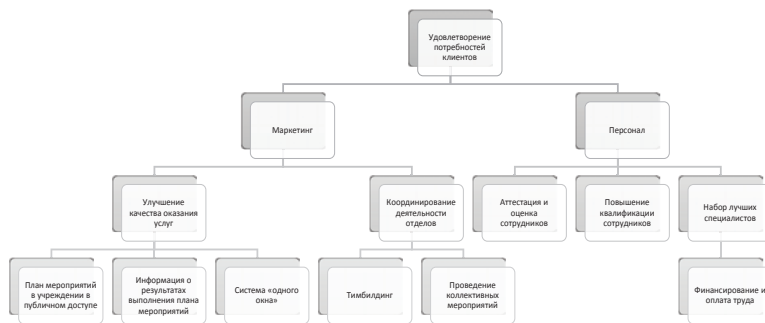 Удовлетворение
потребностей
клиентов
Маркетинг
Персонал
Улучшение
качества оказания
услуг
Координирование
деятельности
отделов
Аттестация и
оценка
сотрудников
Повышение
квалификации
сотрудников
Набор лучших
специалистов
План мероприятий
в учреждении в
публичном доступе
Информация о
результатах
выполнения плана
мероприятий
Система «одного
окна»
Тимбилдинг
Проведение
коллективных
мероприятий
Финансирование и
оплата труда